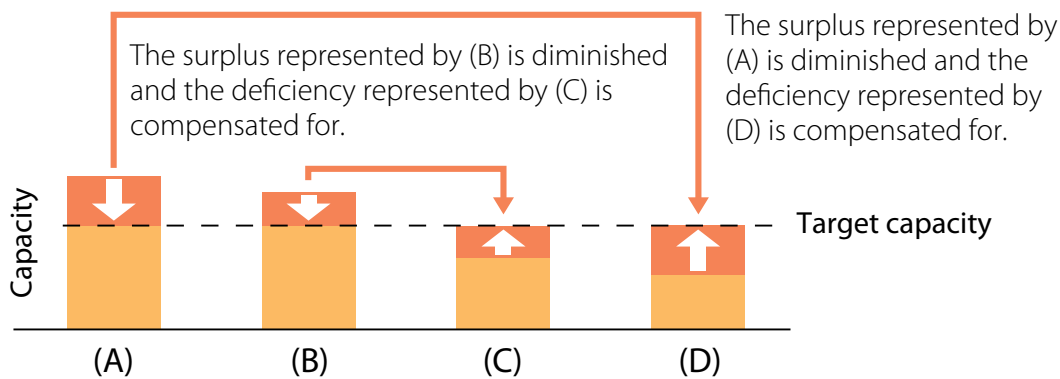 The surplus represented by (B) is diminished
and the deficiency represented by (C) is
compensated for.
The surplus represented by
(A) is diminished and the
deficiency represented by
(D) is compensated for.
Capacity
Target capacity
(A)
(B)
(C)
(D)